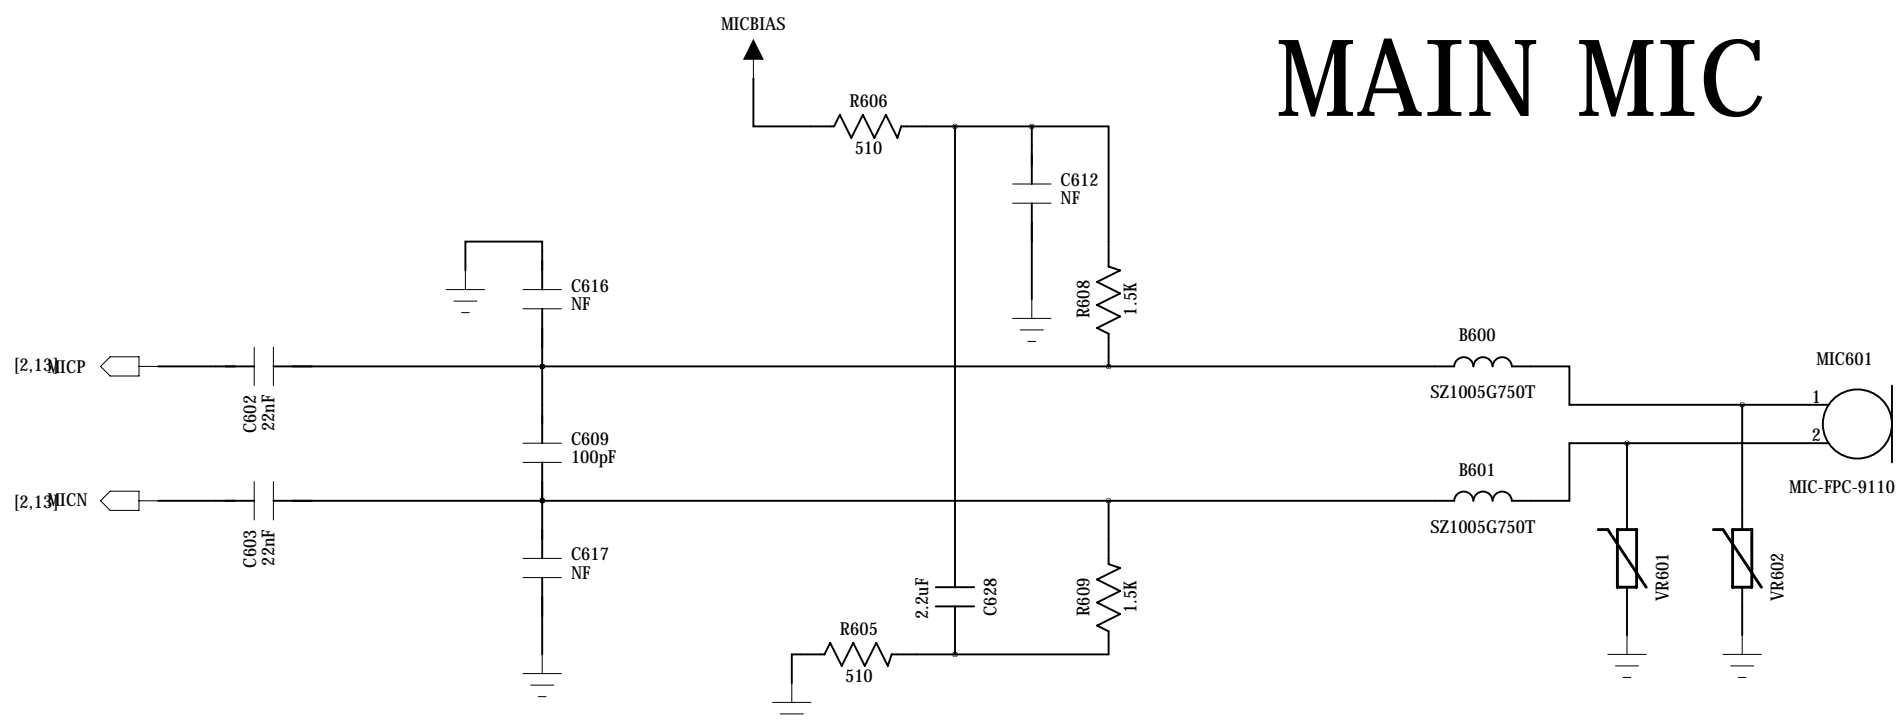 MICBIAS
MAIN MIC
R606
510
C612
NF
C616
NF
R608
1.5K
B600
SZ1005G750T
MIC601
1
2
MIC-FPC-9110
[2,13]
MICP
C602
22nF
C609
100pF
[2,13]
MICN
C603
22nF
B601
SZ1005G750T
C617
NF
2.2uF
C628
R609
1.5K
VR601
VR602
R605
510